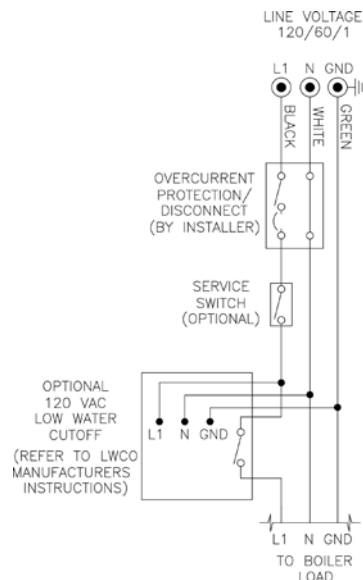 LINE VOLTAGE
120/60/1
L1 N GND
BLACK
WHITE
GREEN
OVERCURRENT
PROTECTION/
DISCONNECT
(BY INSTALLER)
SERVICE
SWITCH
(OPTIONAL)
OPTIONAL
120 VAC
LOW WATER
CUTOFF
(REFER TO LWCO
MANUFACTURERS
INSTRUCTIONS)
L1 N GND
L1 N GND
TO BOILER
LOAD